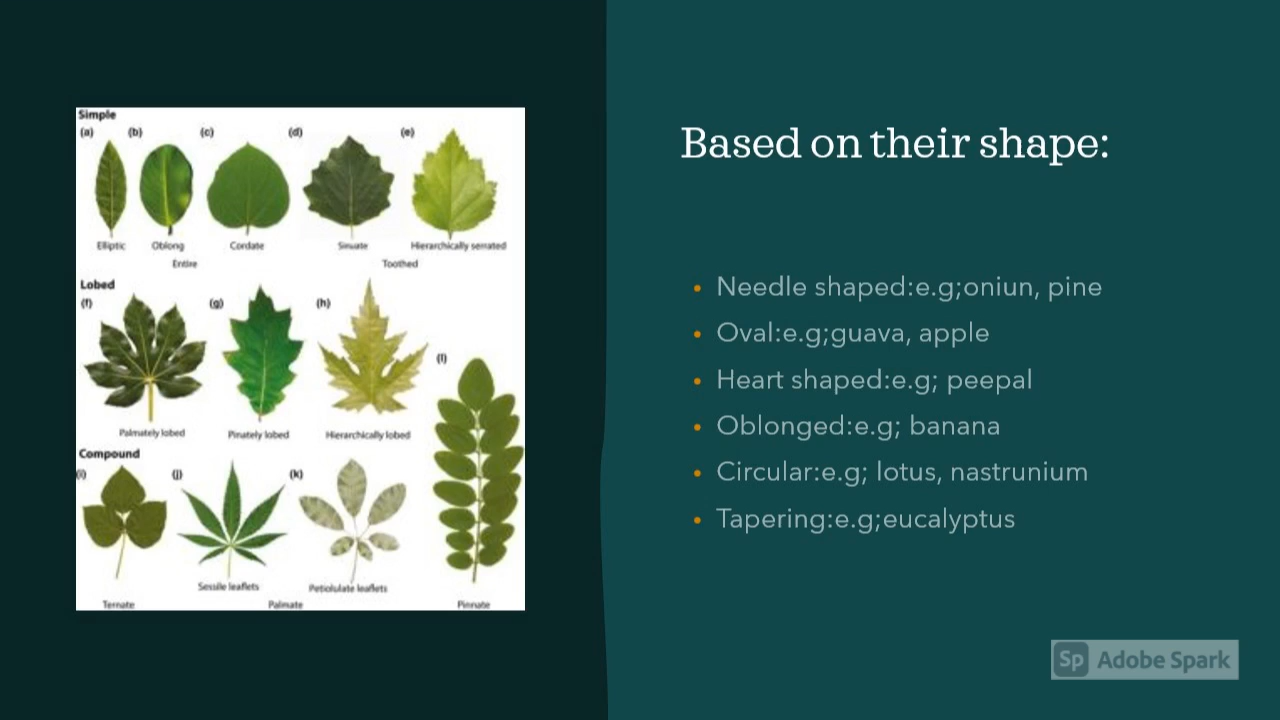 Simple
(a) (b) (c) (d) (e)
Elliptic Oblong Cordate Sinuate Hierarchically serrated
Entire Toothed
Lobed
(f) (g) (h)
(l)
Palmately lobed Pinately lobed Hierarchically lobed
Compound
(i) (j) (k)
Sessile leaflets Petiolulate leaflets
Ternate Palmate Pinnate
Based on their shape:
• Needle shaped:e.g;oniun, pine
• Oval:e.g;guava, apple
• Heart shaped:e.g; peepal
• Oblonged:e.g; banana
• Circular:e.g; lotus, nastrunium
• Tapering:e.g;eucalyptus
Sp Adobe Spark